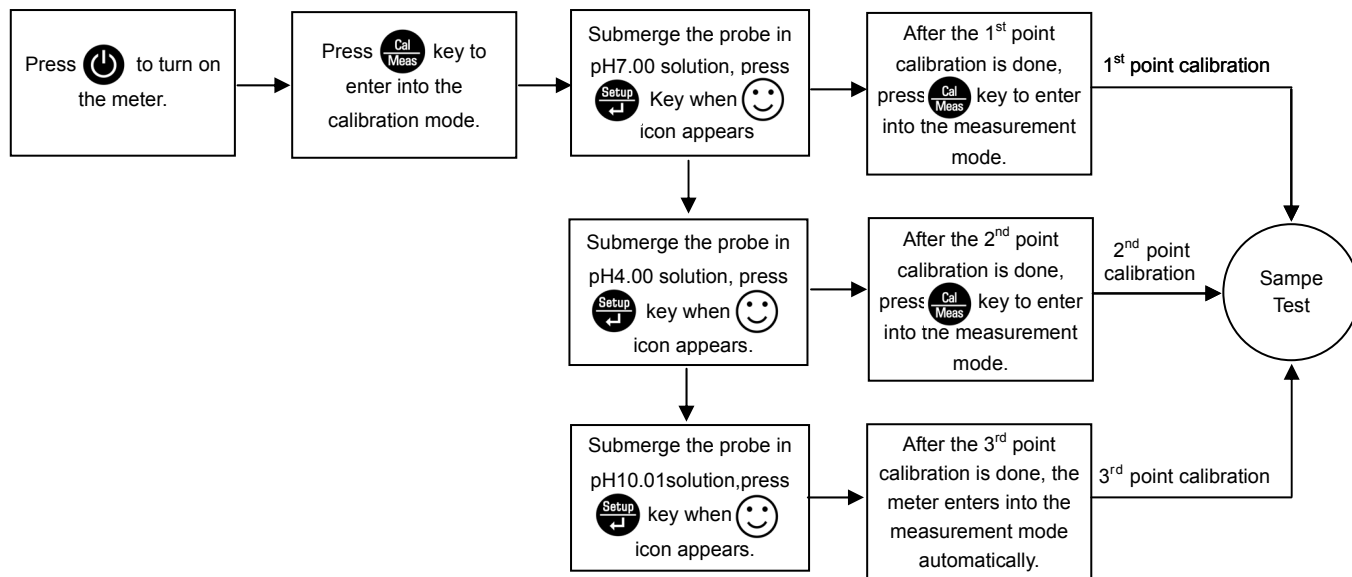 Press to turn on
the meter.
Press Cal
Meas key to
enter into the
calibration mode.
Submerge the probe in
pH7.00 solution, press
Setup Key when
icon appears
After the 1st point
calibration is done,
press Cal
Meas key to enter
into the measurement
mode.
1st point calibration
Submerge the probe in
pH4.00 solution, press
Setup key when
icon appears.
After the 2nd point
calibration is done,
press Cal
Meas key to enter
into the measurement
mode.
2nd point
calibration
Sampe
Test
Submerge the probe in
pH10.01solution,press
Setup key when
icon appears.
After the 3rd point
calibration is done, the
meter enters into the
measurement mode
automatically.
3rd point calibration